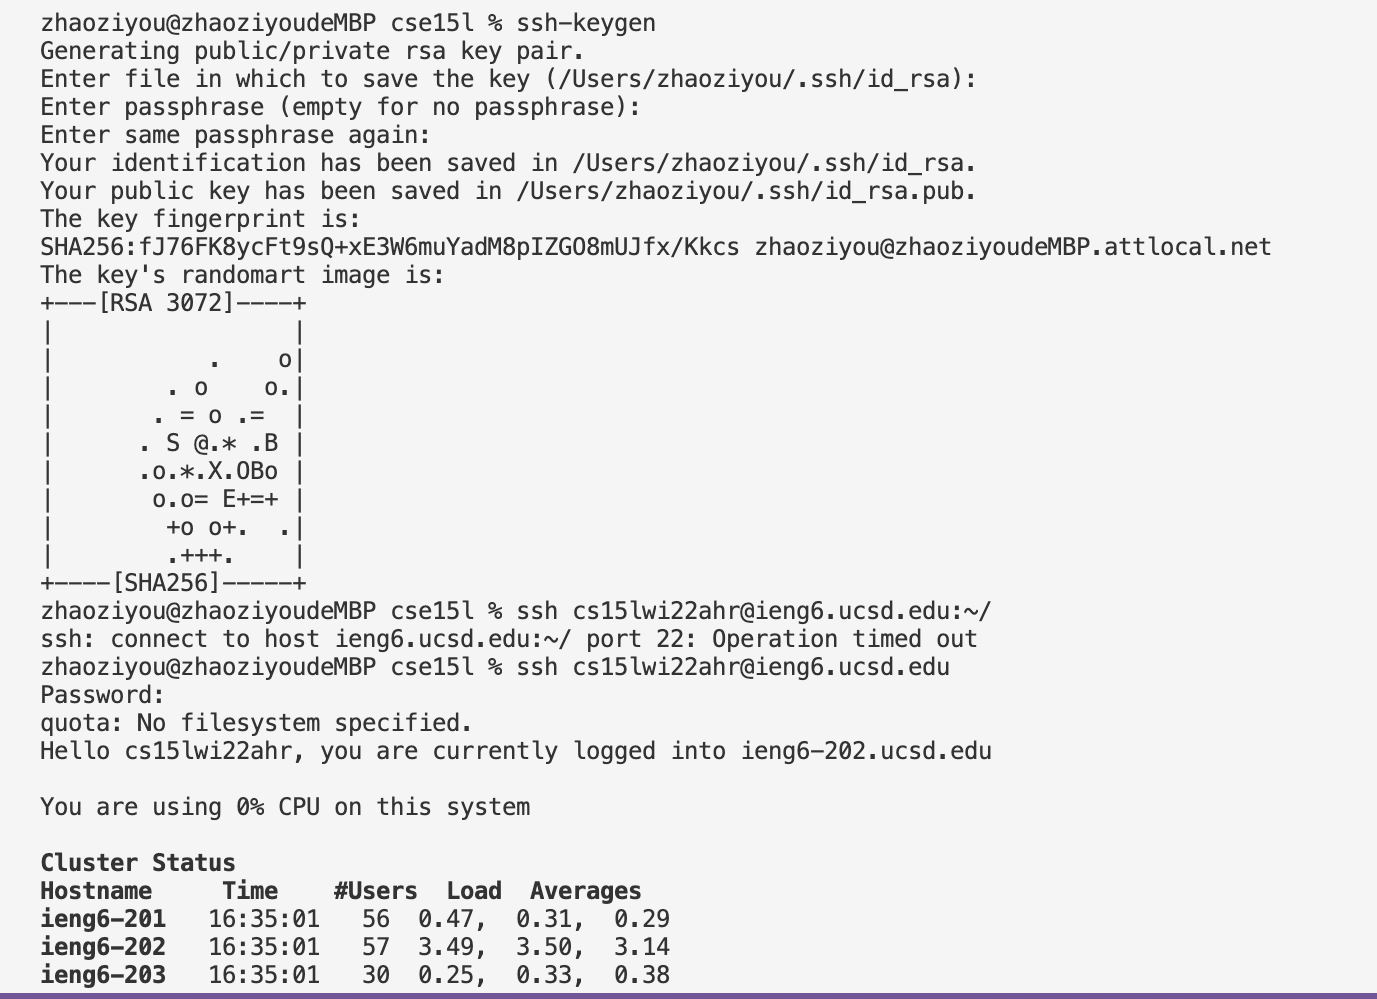 zhaoziyou@zhaoziyoudeMBP cse15l % ssh-keygen
Generating public/private rsa key pair.
Enter file in which to save the key (/Users/zhaoziyou/.ssh/id_rsa):
Enter passphrase (empty for no passphrase):
Enter same passphrase again:
Your identification has been saved in /Users/zhaoziyou/.ssh/id_rsa.
Your public key has been saved in /Users/zhaoziyou/.ssh/id_rsa.pub.
The key fingerprint is:
SHA256:fJ76FK8ycFt9sQ+xE3W6muYadM8pIZGO8mUJfx/Kkcs zhaoziyou@zhaoziyoudeMBP.attlocal.net
The key's randomart image is:
+---[RSA 3072]----+
|                 |
|           .    o|
|        . o    o.|
|       . = o .=  |
|      . S @.* .B |
|      .o.*.X.OBo |
|       o.o= E+=+ |
|        +o o+.  .|
|        .+++.    |
+----[SHA256]-----+
zhaoziyou@zhaoziyoudeMBP cse15l % ssh cs15lwi22ahr@ieng6.ucsd.edu:~/
ssh: connect to host ieng6.ucsd.edu:~/ port 22: Operation timed out
zhaoziyou@zhaoziyoudeMBP cse15l % ssh cs15lwi22ahr@ieng6.ucsd.edu
Password:
quota: No filesystem specified.
Hello cs15lwi22ahr, you are currently logged into ieng6-202.ucsd.edu

You are using 0% CPU on this system

Cluster Status
Hostname     Time    #Users  Load  Averages
ieng6-201   16:35:01   56  0.47,  0.31,  0.29
ieng6-202   16:35:01   57  3.49,  3.50,  3.14
ieng6-203   16:35:01   30  0.25,  0.33,  0.38